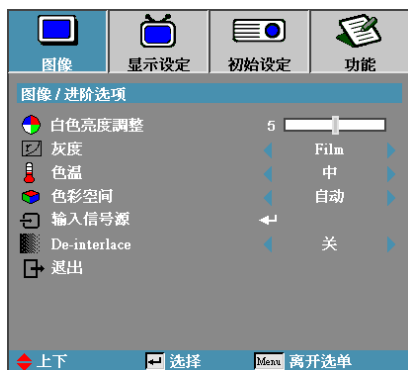 图像 显示设定 初始设定 功能
图像 / 进阶选项
白色亮度調整 5
灰度 Film
色温 中
色彩空间 自动
输入信号源
De-interlace 关
退出
上下 选择 Menu 离开选单